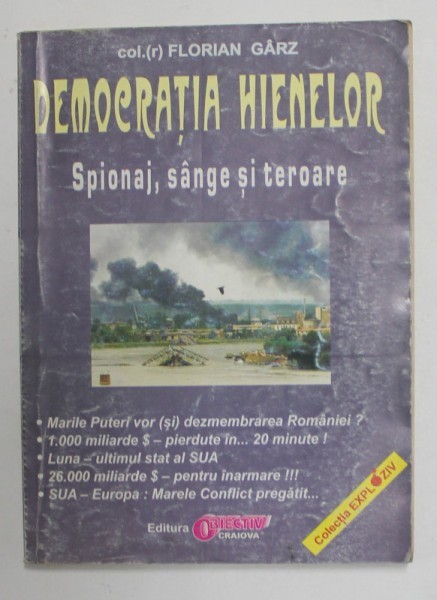 col.(r) FLORIAN GÂRZ
DEMOCRAȚIA HIENELOR
Spionaj, sânge și teroare
• Marile Puteri vor (și) dezmembrarea României ?
• 1.000 miliarde $ – pierdute în... 20 minute !
• Luna – ultimul stat al SUA
• 26.000 miliarde $ – pentru înarmare !!!
• SUA – Europa : Marele Conflict pregătit...
Editura OBIECTIV
CRAIOVA
Colecția EXPLOZIV